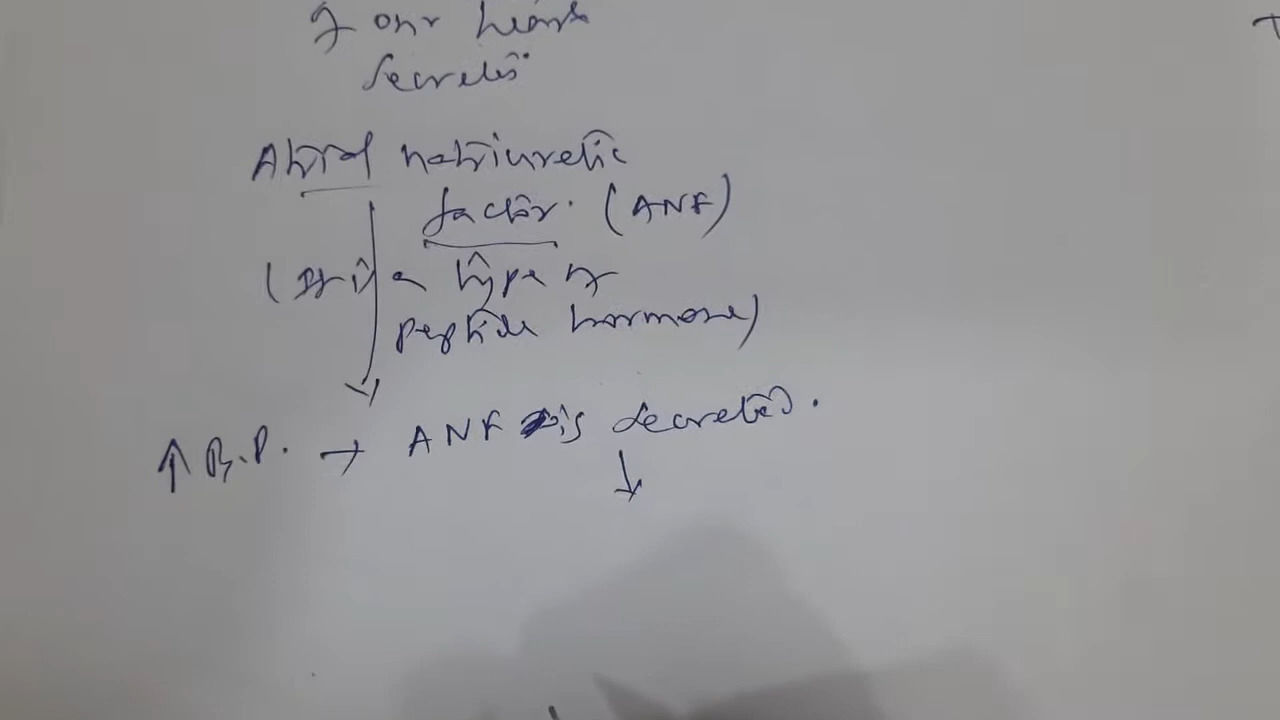 of our heart
secretes
Atrial natriuretic
factor. (ANF)
(It is a type of
peptide hormone)
↑ B.P. → ANF is secreted.
↓